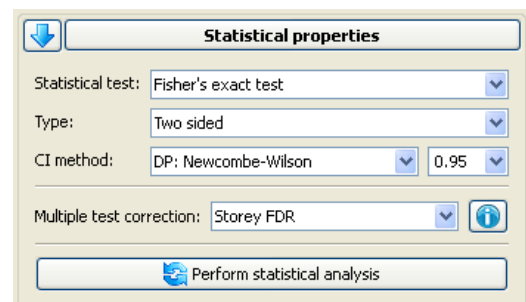 Statistical properties
Statistical test: Fisher's exact test
Type: Two sided
CI method: DP: Newcombe-Wilson 0.95
Multiple test correction: Storey FDR
Perform statistical analysis